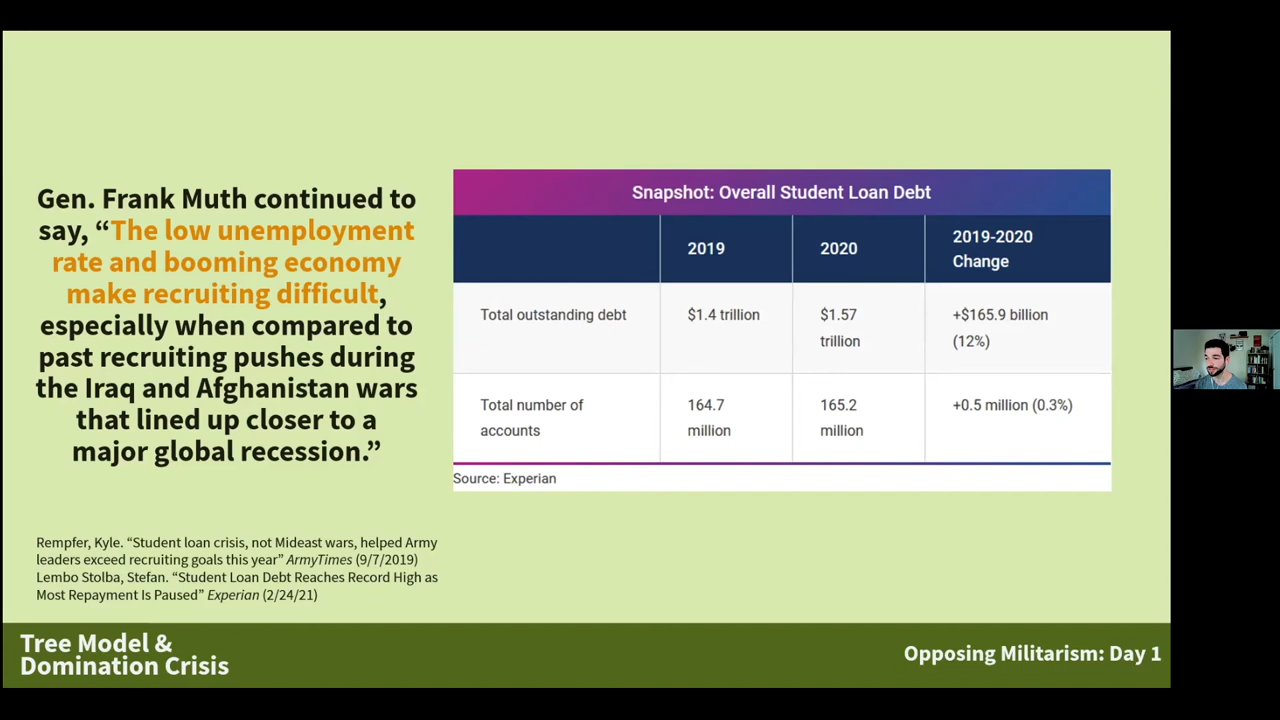 Gen. Frank Muth continued to
say, “The low unemployment
rate and booming economy
make recruiting difficult,
especially when compared to
past recruiting pushes during
the Iraq and Afghanistan wars
that lined up closer to a
major global recession.”
Rempfer, Kyle. “Student loan crisis, not Mideast wars, helped Army
leaders exceed recruiting goals this year” ArmyTimes (9/7/2019)
Lembo Stolba, Stefan. “Student Loan Debt Reaches Record High as
Most Repayment Is Paused” Experian (2/24/21)
Snapshot: Overall Student Loan Debt
2019
2020
2019-2020
Change
Total outstanding debt
$1.4 trillion
$1.57
trillion
+$165.9 billion
(12%)
Total number of
accounts
164.7
million
165.2
million
+0.5 million (0.3%)
Source: Experian
Tree Model &
Domination Crisis
Opposing Militarism: Day 1